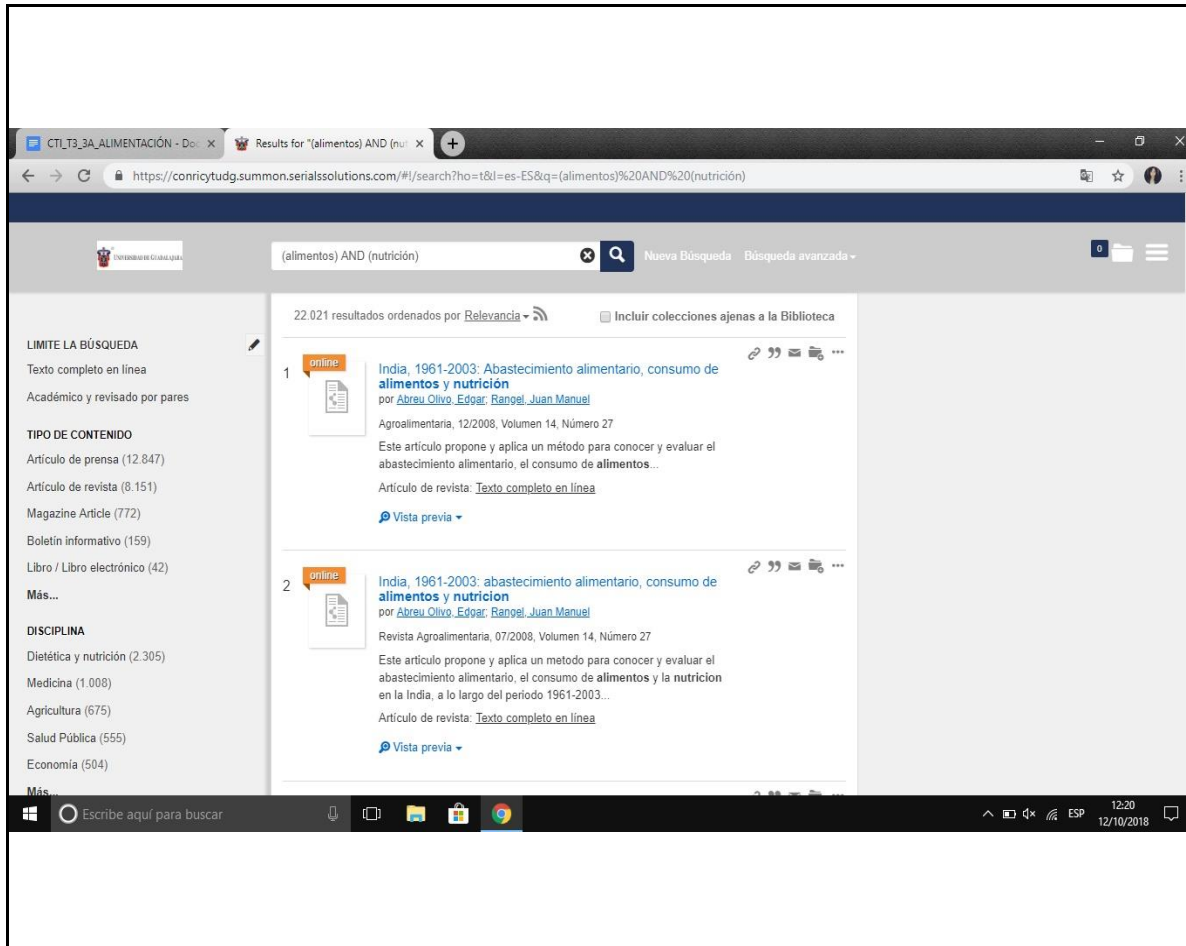 CTI_T3_3A_ALIMENTACIÓN - Doc
Results for "(alimentos) AND (nut
https://conricytudg.summon.serialssolutions.com/#!/search?ho=t&l=es-ES&q=(alimentos)%20AND%20(nutrición)
UNIVERSIDAD DE GUADALAJARA
(alimentos) AND (nutrición)
Nueva Búsqueda Búsqueda avanzada
0
22.021 resultados ordenados por Relevancia
Incluir colecciones ajenas a la Biblioteca
LIMITE LA BÚSQUEDA
Texto completo en línea
Académico y revisado por pares
TIPO DE CONTENIDO
Artículo de prensa (12.847)
Artículo de revista (8.151)
Magazine Article (772)
Boletín informativo (159)
Libro / Libro electrónico (42)
Más...
DISCIPLINA
Dietética y nutrición (2.305)
Medicina (1.008)
Agricultura (675)
Salud Pública (555)
Economía (504)
Más...
1
online
India, 1961-2003: Abastecimiento alimentario, consumo de
alimentos y nutrición
por Abreu Olivo, Edgar; Rangel, Juan Manuel
Agroalimentaria, 12/2008, Volumen 14, Número 27
Este artículo propone y aplica un método para conocer y evaluar el
abastecimiento alimentario, el consumo de alimentos...
Artículo de revista: Texto completo en línea
Vista previa
2
online
India, 1961-2003: abastecimiento alimentario, consumo de
alimentos y nutricion
por Abreu Olivo, Edgar; Rangel, Juan Manuel
Revista Agroalimentaria, 07/2008, Volumen 14, Número 27
Este articulo propone y aplica un metodo para conocer y evaluar el
abastecimiento alimentario, el consumo de alimentos y la nutricion
en la India, a lo largo del periodo 1961-2003...
Artículo de revista: Texto completo en línea
Vista previa
Escribe aquí para buscar
ESP
12:20
12/10/2018